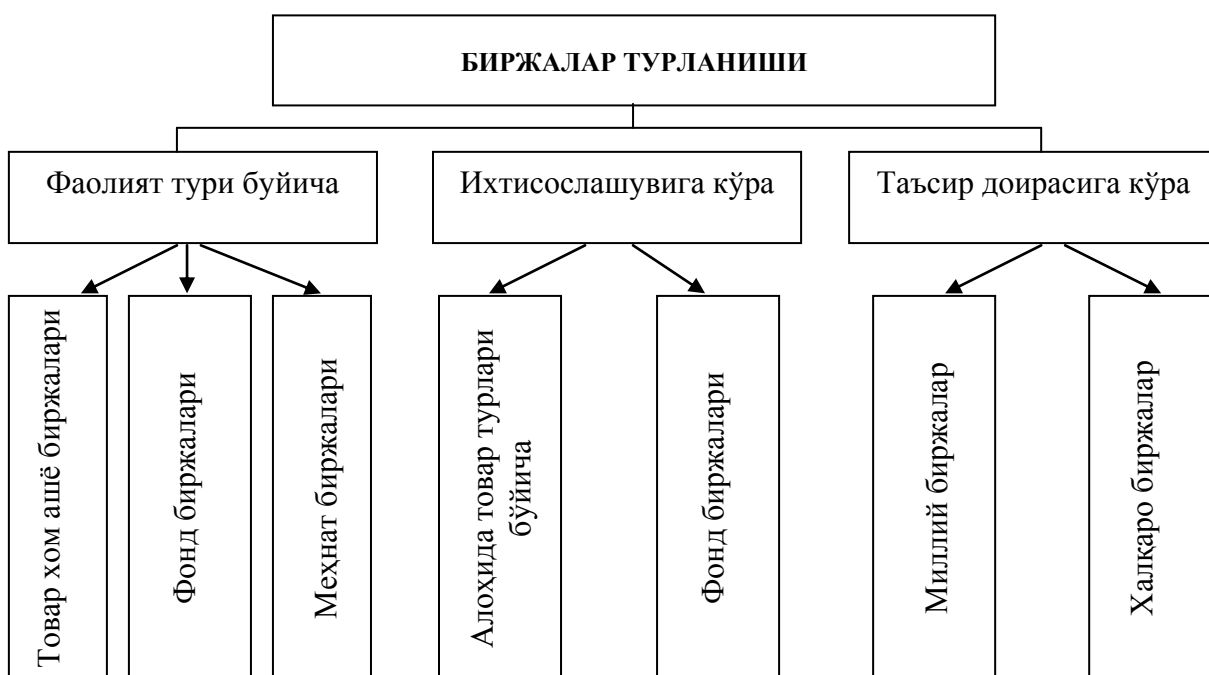 БИРЖАЛАР ТУРЛАНИШИ
Фаолият тури буйича
Ихтисослашувига кўра
Таъсир доирасига кўра
Товар хом ашё биржалари
Фонд биржалари
Меҳнат биржалари
Алоҳида товар турлари
бўйича
Фонд биржалари
Миллий биржалар
Халқаро биржалар